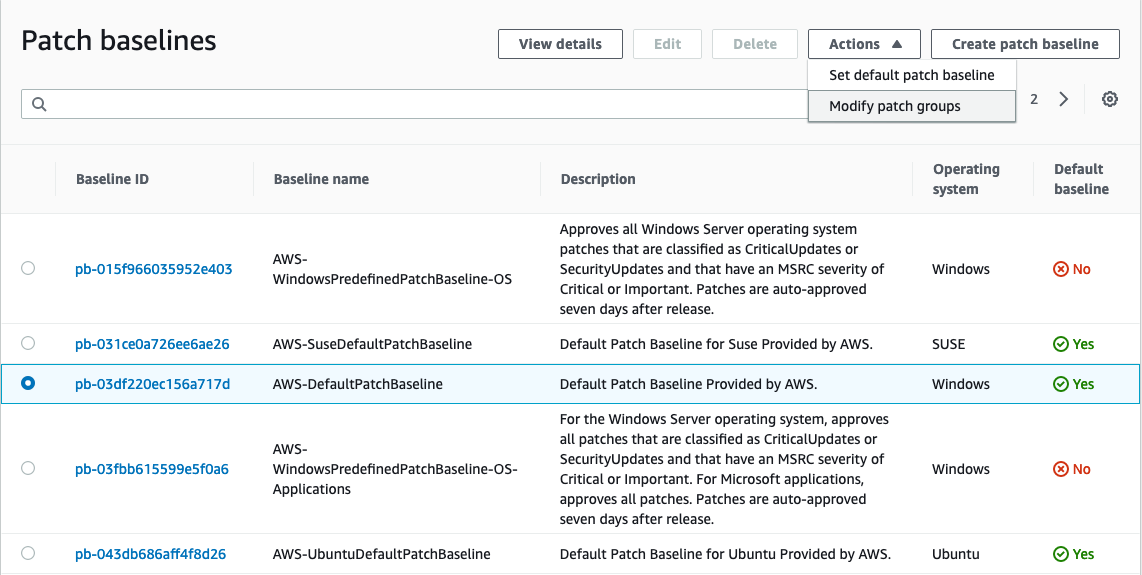 Patch baselines
View details
Edit
Delete
Actions
Create patch baseline
Set default patch baseline
Modify patch groups
2
Baseline ID
Baseline name
Description
Operating
system
Default
baseline
pb-015f966035952e403
AWS-
WindowsPredefinedPatchBaseline-OS
Approves all Windows Server operating system
patches that are classified as CriticalUpdates or
SecurityUpdates and that have an MSRC severity of
Critical or Important. Patches are auto-approved
seven days after release.
Windows
No
pb-031ce0a726ee6ae26
AWS-SuseDefaultPatchBaseline
Default Patch Baseline for Suse Provided by AWS.
SUSE
Yes
pb-03df220ec156a717d
AWS-DefaultPatchBaseline
Default Patch Baseline Provided by AWS.
Windows
Yes
pb-03fbb615599e5f0a6
AWS-
WindowsPredefinedPatchBaseline-OS-
Applications
For the Windows Server operating system, approves
all patches that are classified as CriticalUpdates or
SecurityUpdates and that have an MSRC severity of
Critical or Important. For Microsoft applications,
approves all patches. Patches are auto-approved
seven days after release.
Windows
No
pb-043db686aff4f8d26
AWS-UbuntuDefaultPatchBaseline
Default Patch Baseline for Ubuntu Provided by AWS.
Ubuntu
Yes